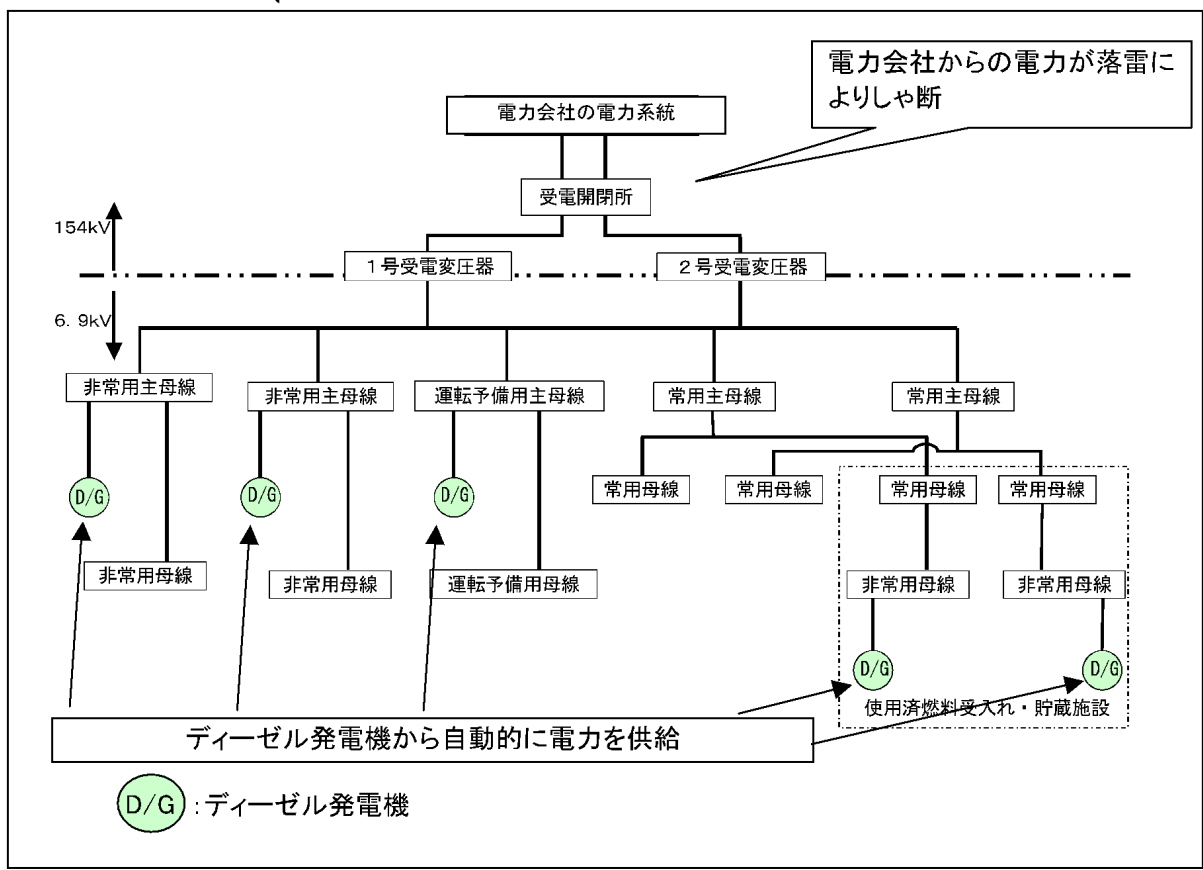 電力会社からの電力が落雷に
よりしゃ断
電力会社の電力系統
受電開閉所
154kV
1号受電変圧器
2号受電変圧器
6.9kV
非常用主母線
非常用主母線
運転予備用主母線
常用主母線
常用主母線
D/G
D/G
D/G
常用母線
常用母線
常用母線
常用母線
非常用母線
非常用母線
運転予備用母線
非常用母線
非常用母線
D/G
D/G
使用済燃料受入れ・貯蔵施設
ディーゼル発電機から自動的に電力を供給
D/G:ディーゼル発電機